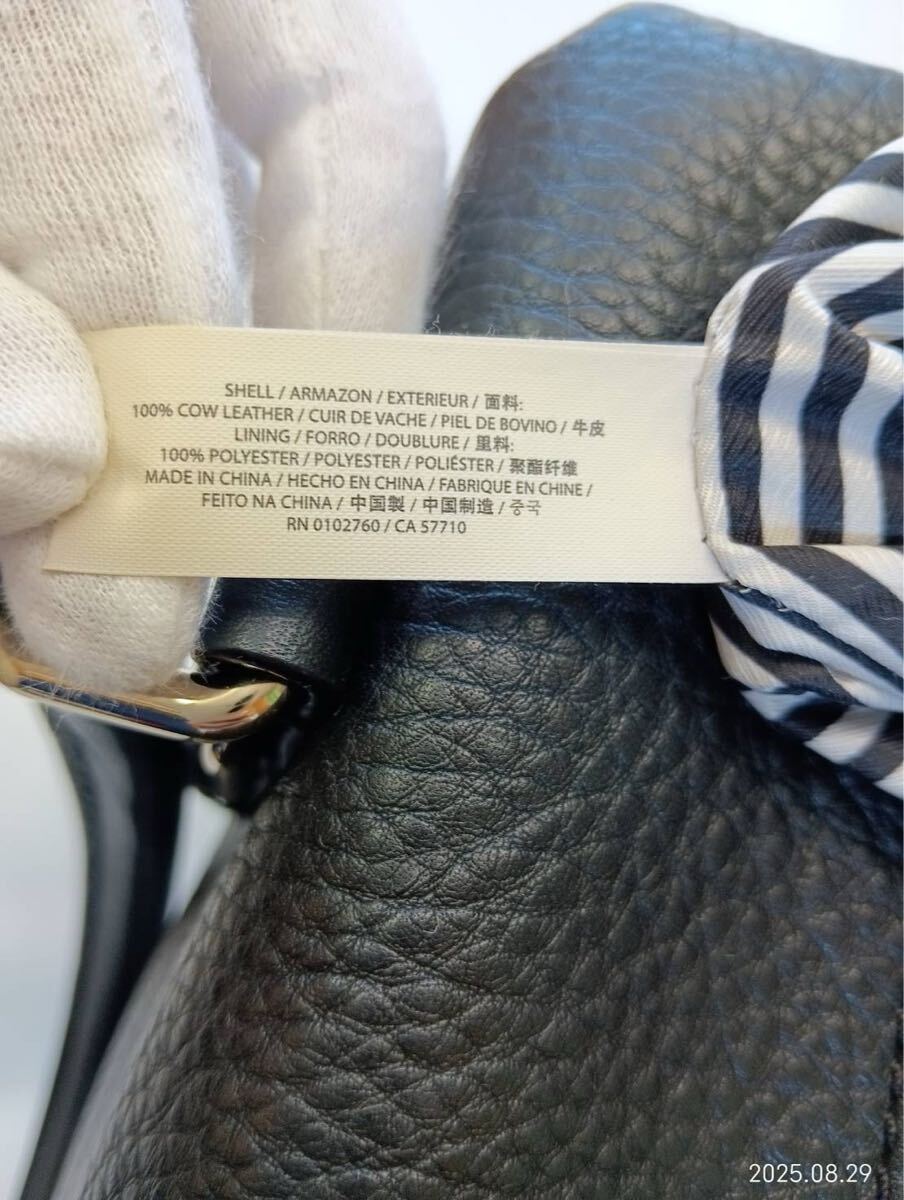 SHELL / ARMAZON / EXTERIEUR / 面料:
100% COW LEATHER / CUIR DE VACHE / PIEL DE BOVINO / 牛皮
LINING / FORRO / DOUBLURE / 里料:
100% POLYESTER / POLYESTER / POLIÉSTER / 聚酯纤维
MADE IN CHINA / HECHO EN CHINA / FABRIQUE EN CHINE /
FEITO NA CHINA / 中国製 / 中国制造 / 중국
RN 0102760 / CA 57710
2025.08.29